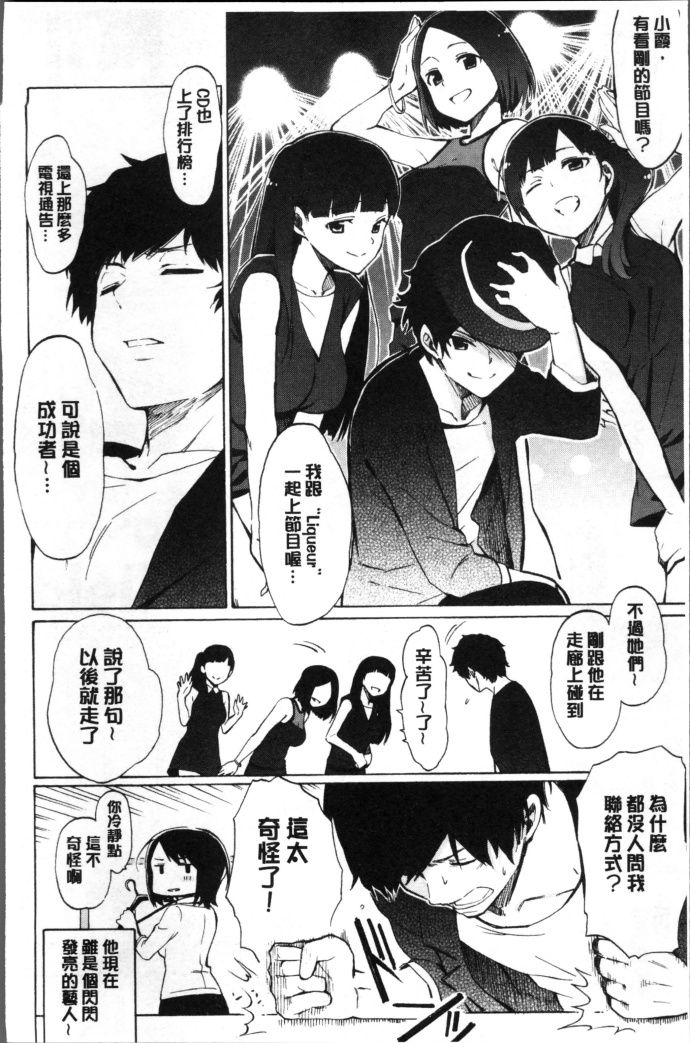 小霞，
有看剛的節目嗎？
我跟“Liqueur”
一起上節目喔…
CD也
上了排行榜…
還上那麼多
電視通告…
可說是個
成功者～…
不過她們～
剛跟他在
走廊上碰到
辛苦了～了～
說了那句～
以後就走了
為什麼
都沒人問我
聯絡方式？
這太
奇怪了！
你冷靜點
這不
奇怪啊
他現在
雖是個閃閃
發亮的藝人～